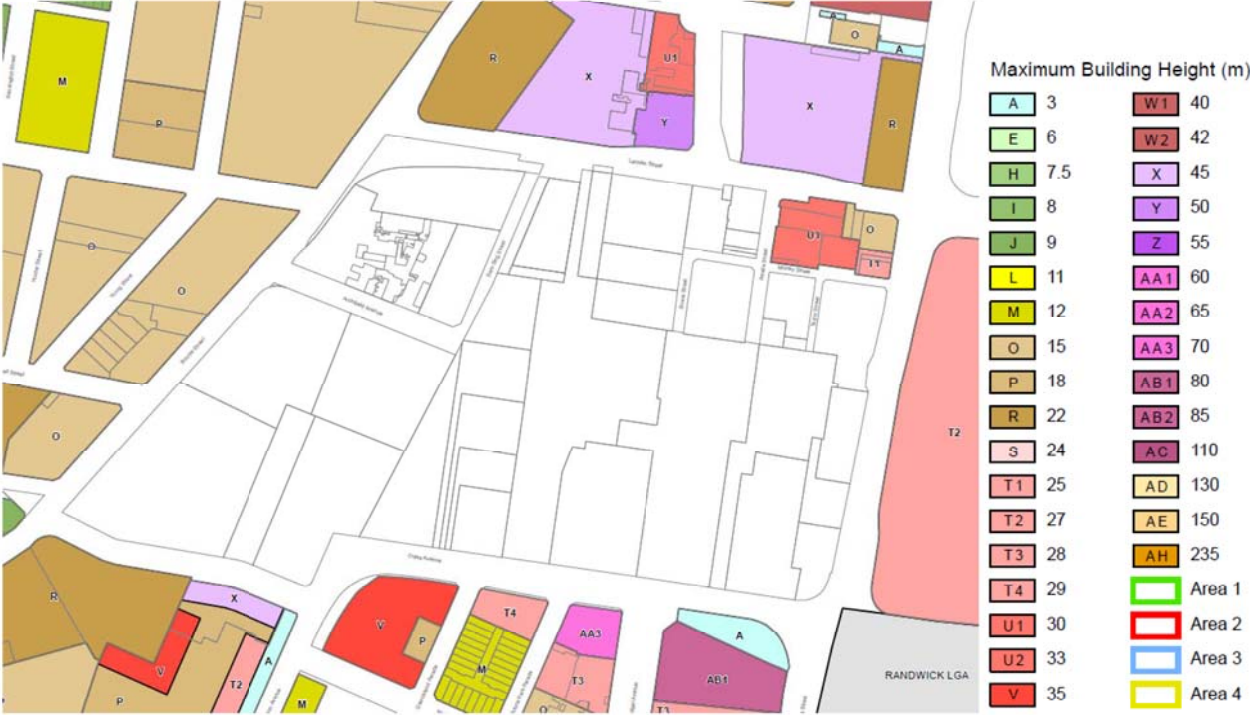 Maximum Building Height (m)
A 3
E 6
H 7.5
I 8
J 9
L 11
M 12
O 15
P 18
R 22
S 24
T1 25
T2 27
T3 28
T4 29
U1 30
U2 33
V 35
W1 40
W2 42
X 45
Y 50
Z 55
AA1 60
AA2 65
AA3 70
AB1 80
AB2 85
AC 110
AD 130
AE 150
AH 235
Area 1
Area 2
Area 3
Area 4
M
P
R
X
U1
Y
A
O
A
X
R
O
O
O
U1
O
T1
T2
R
X
V
P
T2
A
M
V
P
T4
M
AA3
T3
O
A
AB1
T3
RANDWICK LGA